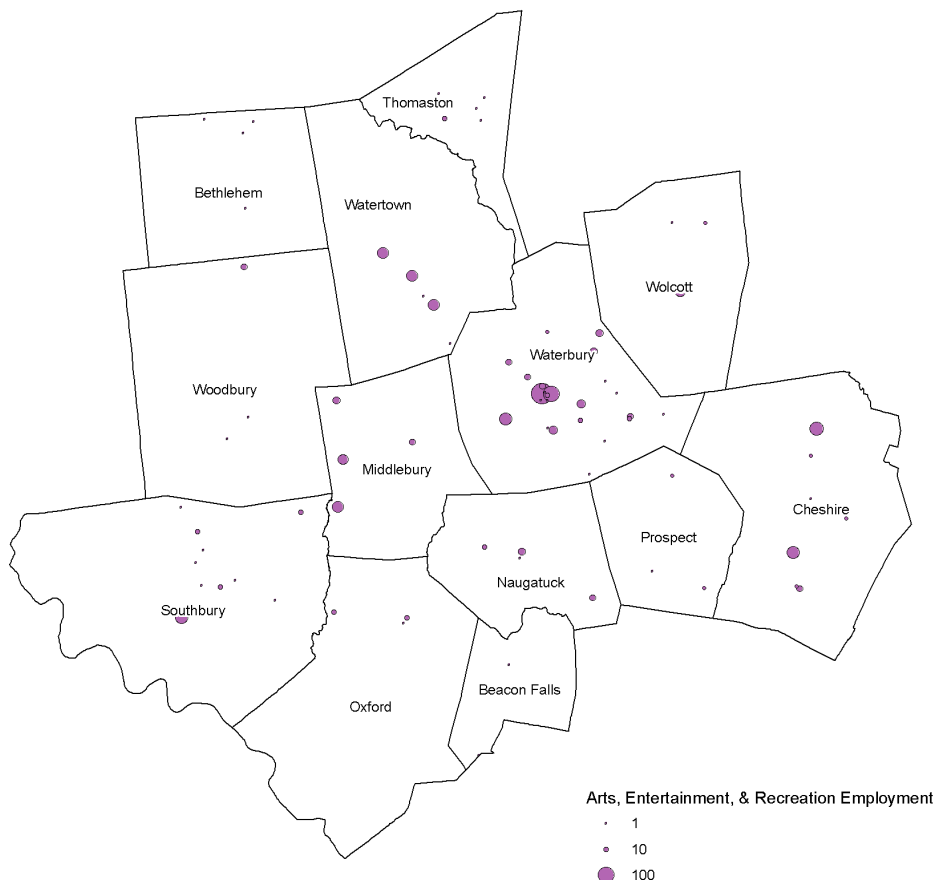 Thomaston
Bethlehem
Watertown
Wolcott
Waterbury
Woodbury
Middlebury
Cheshire
Prospect
Naugatuck
Southbury
Beacon Falls
Oxford
Arts, Entertainment, & Recreation Employment
1
10
100